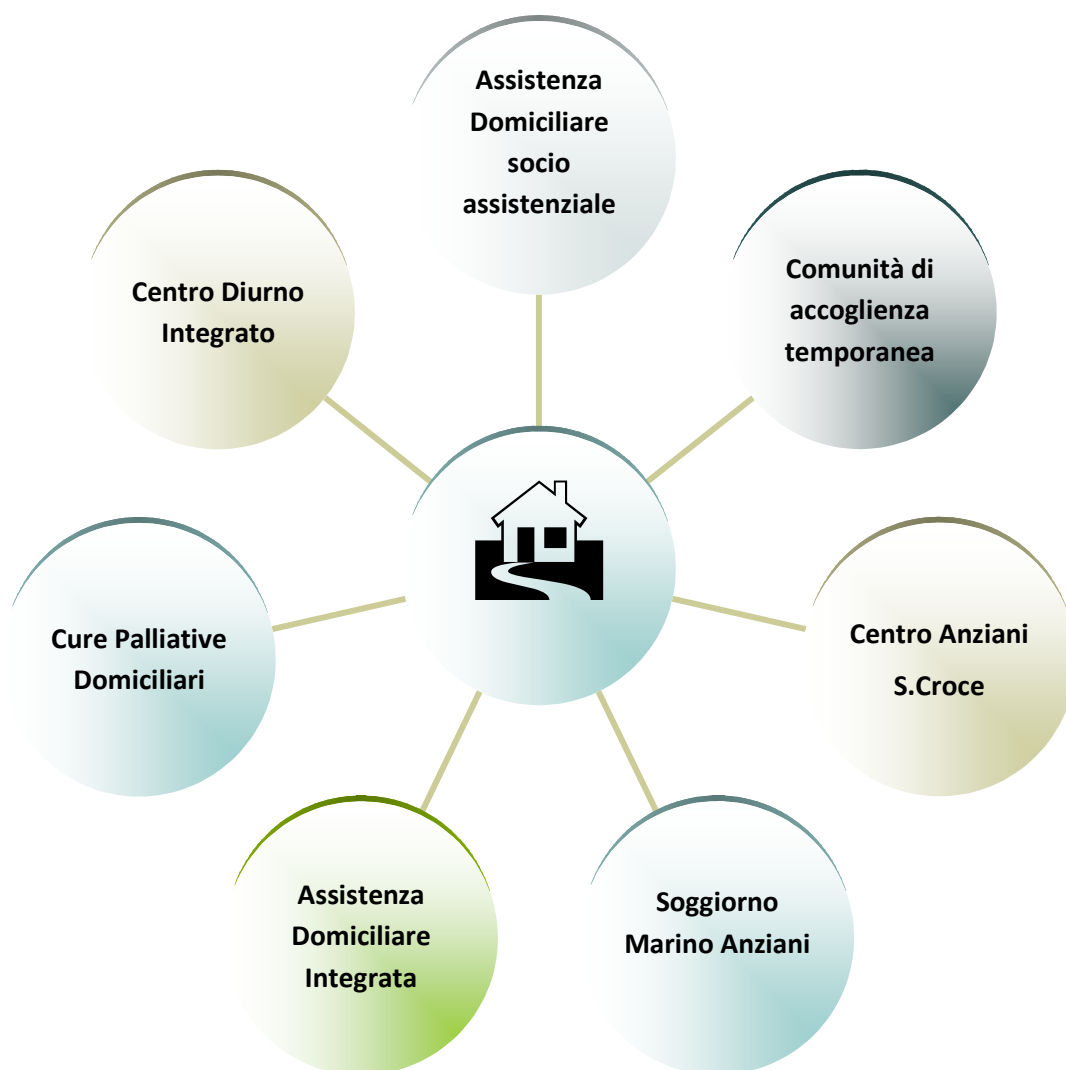 Assistenza
Domiciliare
socio
assistenziale
Centro Diurno
Integrato
Comunità di
accoglienza
temporanea
Cure Palliative
Domiciliari
Centro Anziani
S.Croce
Assistenza
Domiciliare
Integrata
Soggiorno
Marino Anziani